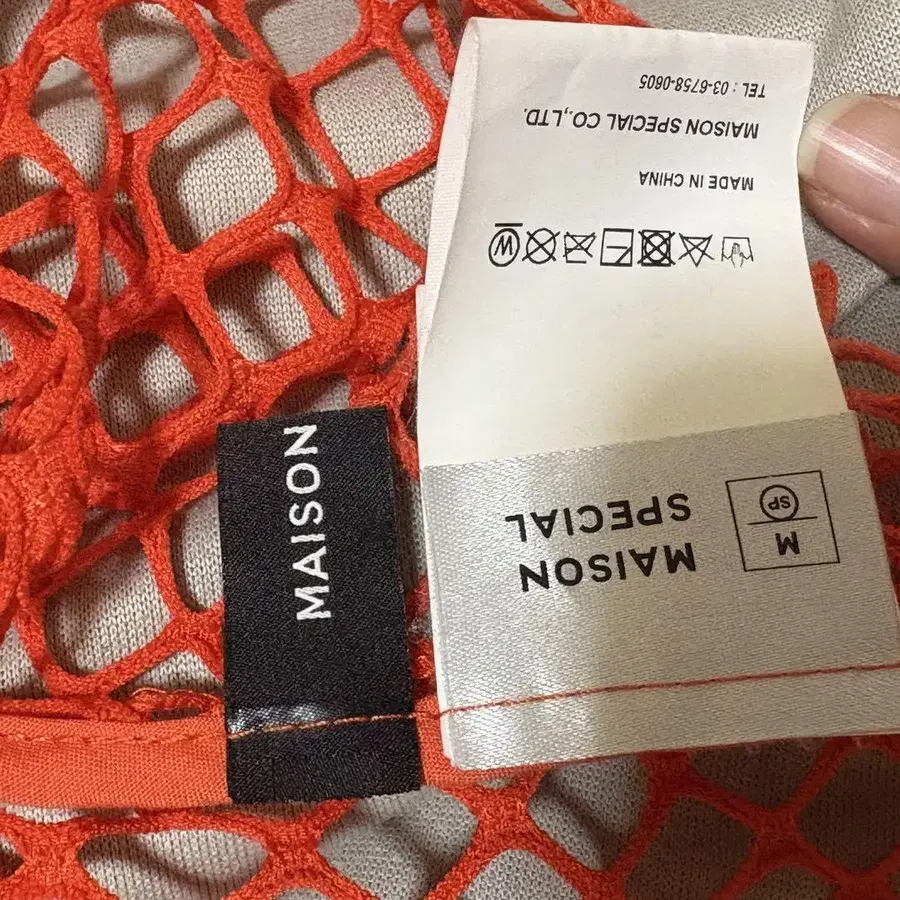 MAISON
MAISON
SPECIAL
M
SP
W
MADE IN CHINA
MAISON SPECIAL CO.,LTD.
TEL : 03-6758-0605